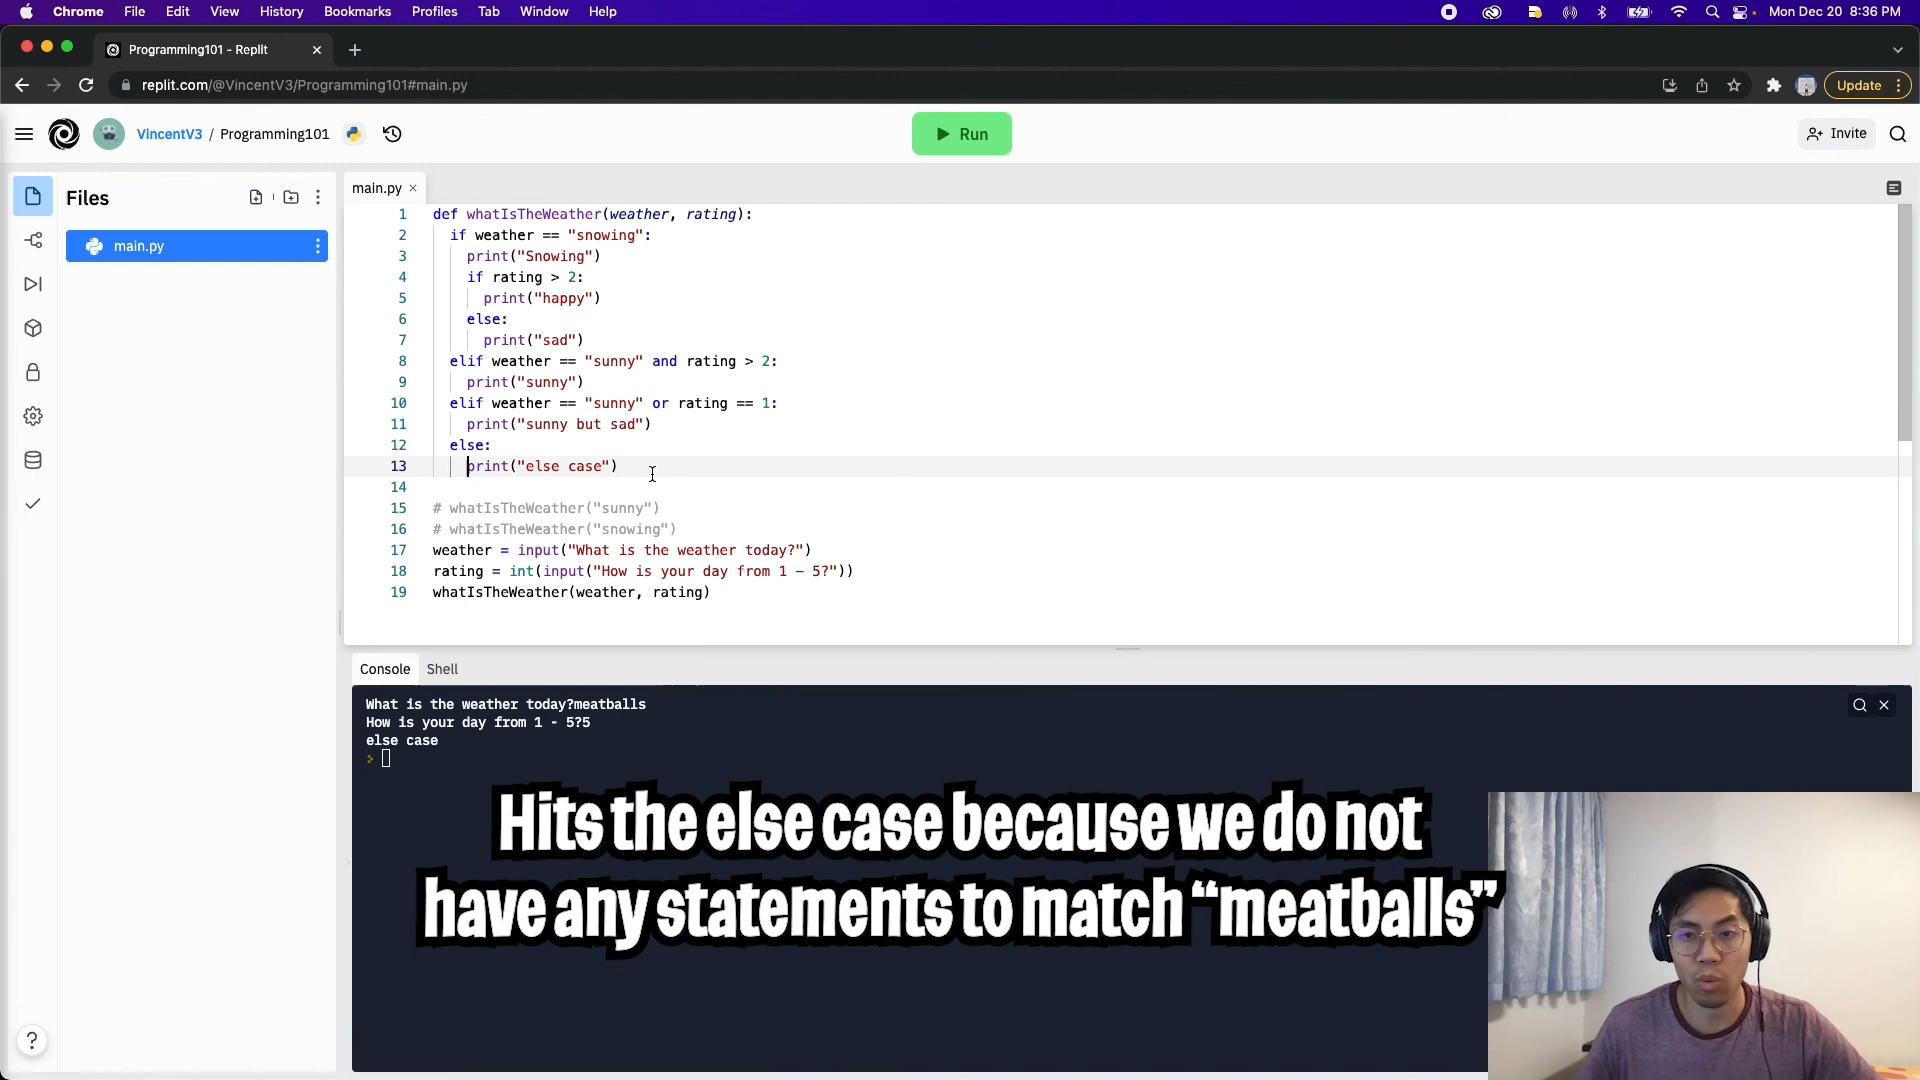 Chrome File Edit View History Bookmarks Profiles Tab Window Help Mon Dec 20 8:36 PM
Programming101 - Replit
replit.com/@VincentV3/Programming101#main.py Update
VincentV3 / Programming101 Run Invite
Files
main.py
main.py
1 def whatIsTheWeather(weather, rating):
2 if weather == "snowing":
3 print("Snowing")
4 if rating > 2:
5 print("happy")
6 else:
7 print("sad")
8 elif weather == "sunny" and rating > 2:
9 print("sunny")
10 elif weather == "sunny" or rating == 1:
11 print("sunny but sad")
12 else:
13 print("else case")
14
15 # whatIsTheWeather("sunny")
16 # whatIsTheWeather("snowing")
17 weather = input("What is the weather today?")
18 rating = int(input("How is your day from 1 - 5?"))
19 whatIsTheWeather(weather, rating)
Console Shell
What is the weather today?meatballs
How is your day from 1 - 5?5
else case
Hits the else case because we do not
have any statements to match “meatballs”
?